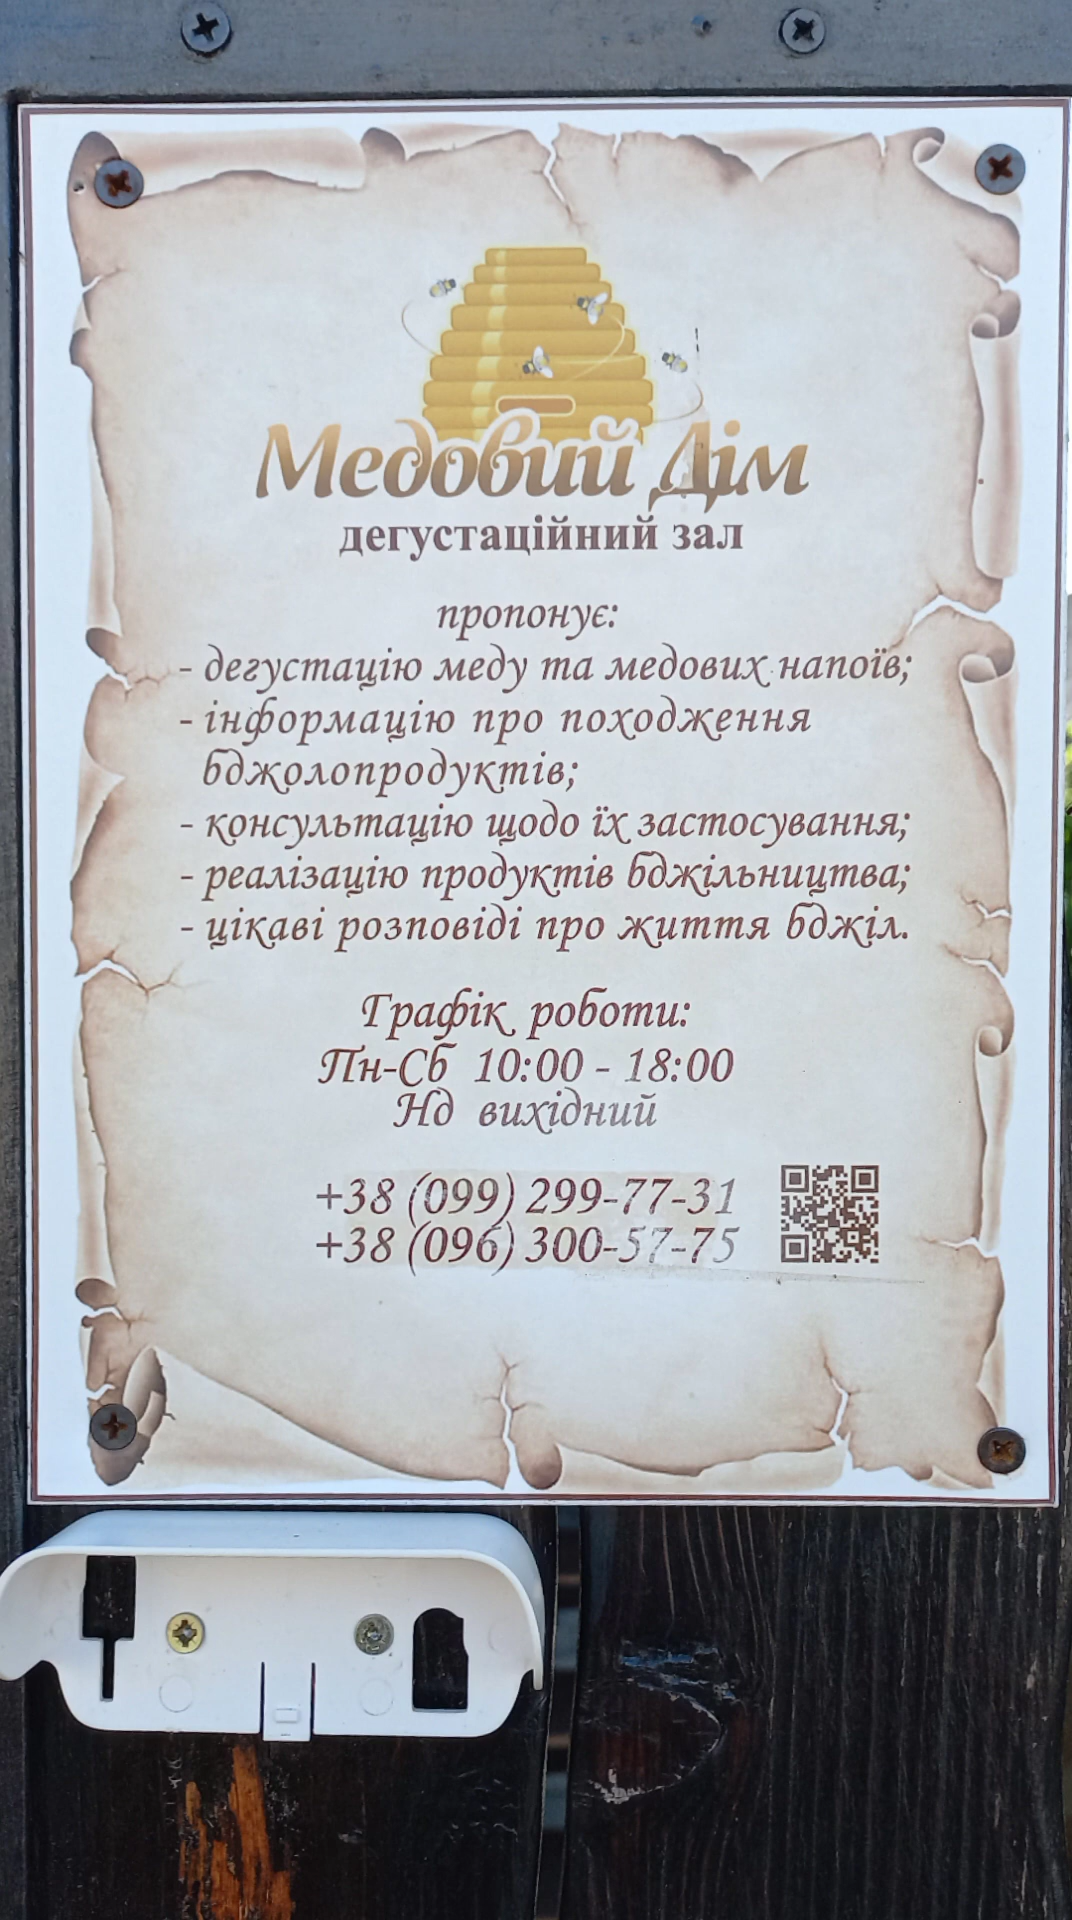 Медовий Дім
дегустаційний зал
пропонує:
- дегустацію меду та медових напоїв;
- інформацію про походження
бджолопродуктів;
- консультацію щодо їх застосування;
- реалізацію продуктів бджільництва;
- цікаві розповіді про життя бджіл.
Графік роботи:
Пн-Сб 10:00 - 18:00
Нд вихідний
+38 (099) 299-77-31
+38 (096) 300-57-75